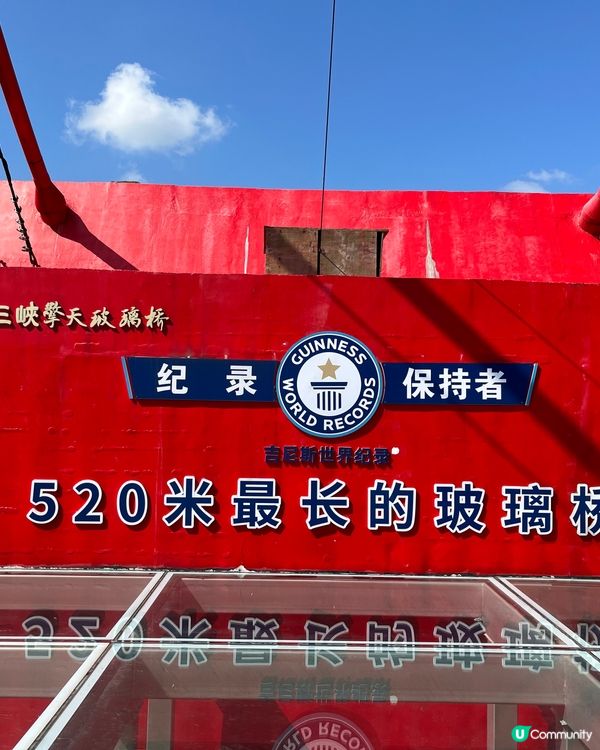 三峡擎天玻璃桥
GUINNESS WORLD RECORDS
纪录 保持者
吉尼斯世界纪录
520米最长的玻璃桥
U Community